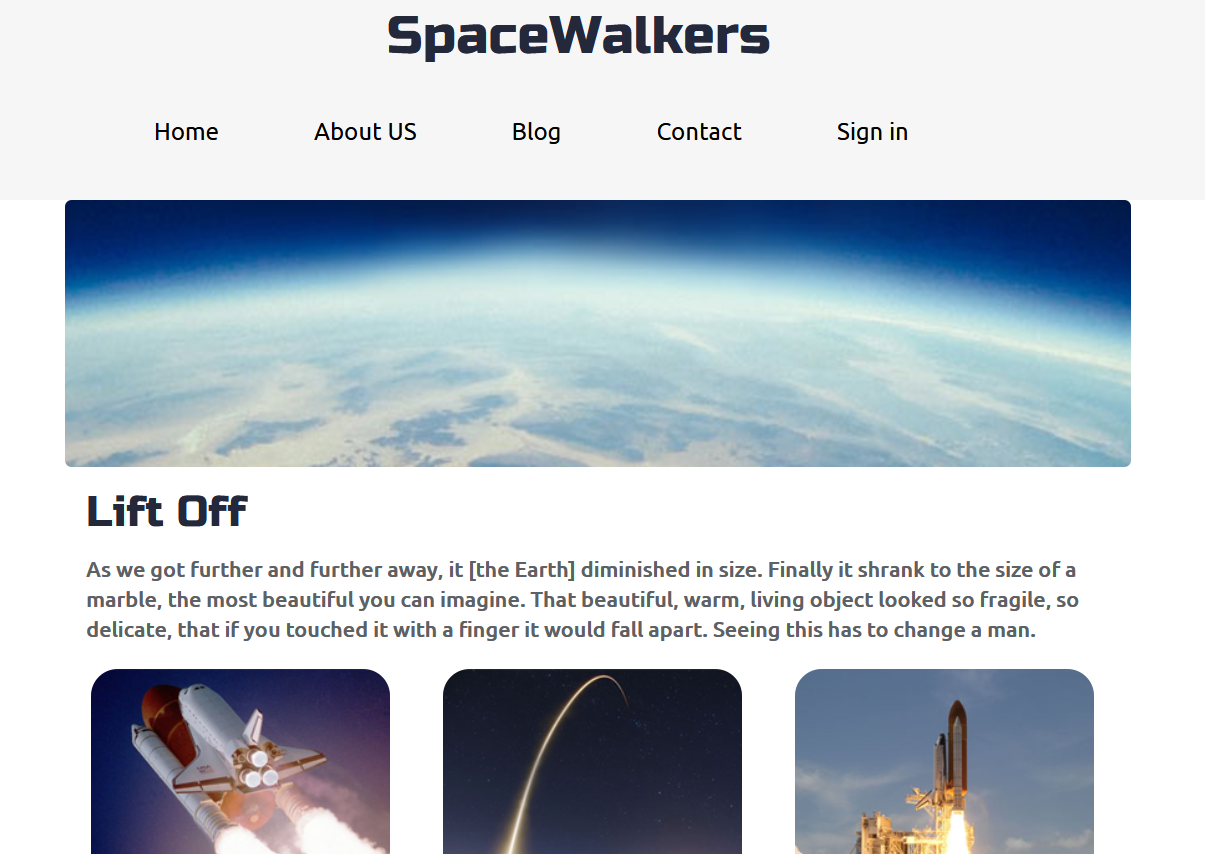 SpaceWalkers
Home About US Blog Contact Sign in
Lift Off
As we got further and further away, it [the Earth] diminished in size. Finally it shrank to the size of a
marble, the most beautiful you can imagine. That beautiful, warm, living object looked so fragile, so
delicate, that if you touched it with a finger it would fall apart. Seeing this has to change a man.